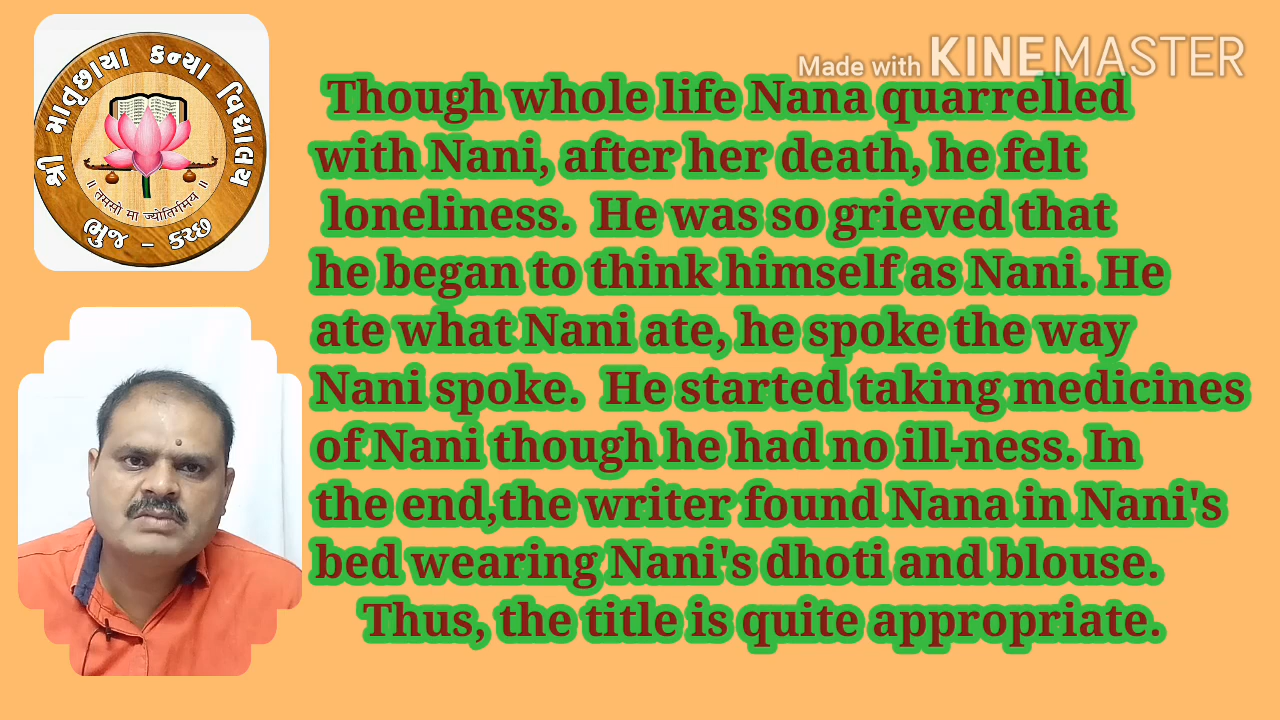 શ્રી માતૃછાયા કન્યા વિદ્યાલય
॥ तमसो मा ज्योतिर्गमय ॥
ભુજ – કચ્છ
Made with KINEMASTER
Though whole life Nana quarrelled
with Nani, after her death, he felt
loneliness. He was so grieved that
he began to think himself as Nani. He
ate what Nani ate, he spoke the way
Nani spoke. He started taking medicines
of Nani though he had no ill-ness. In
the end,the writer found Nana in Nani's
bed wearing Nani's dhoti and blouse.
Thus, the title is quite appropriate.